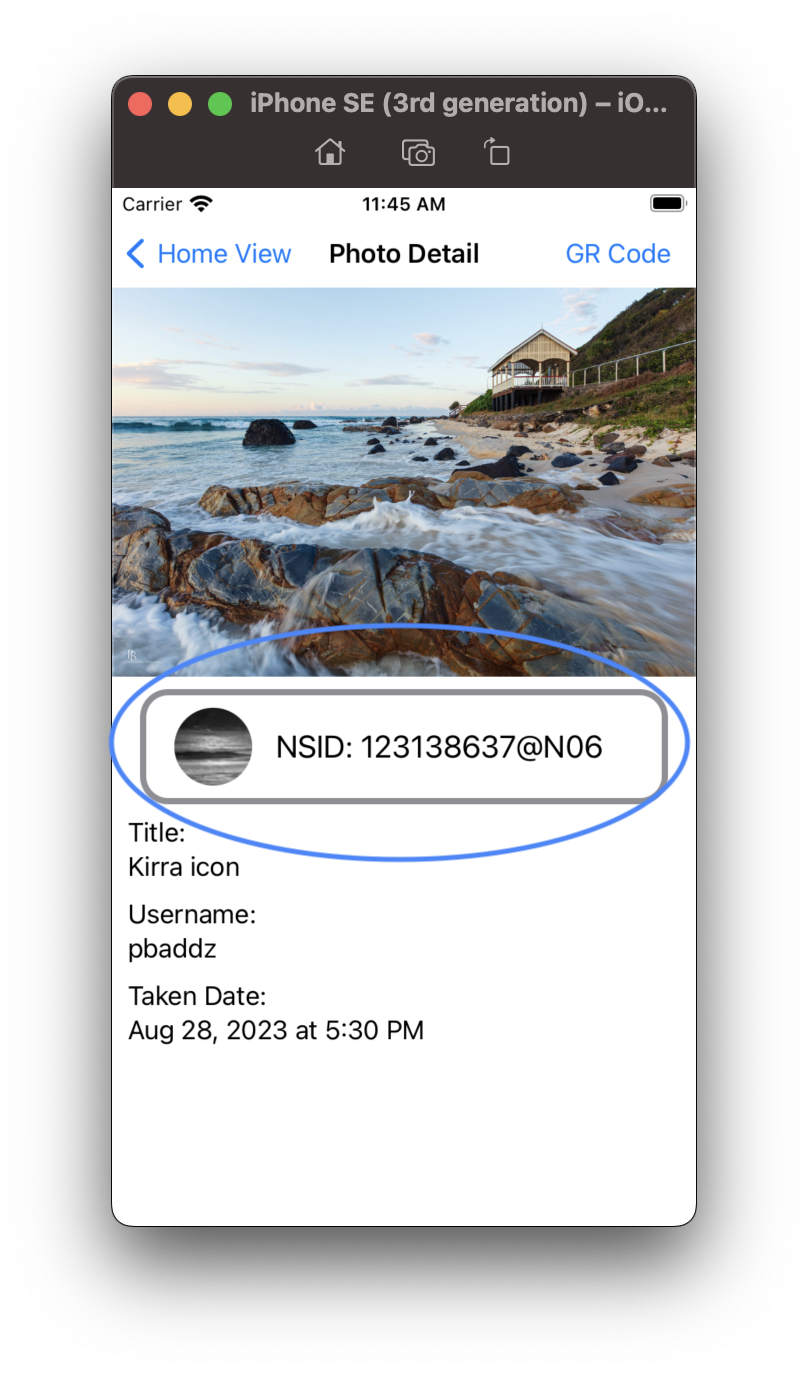 iPhone SE (3rd generation) – iO...
Carrier 11:45 AM
Home View Photo Detail GR Code
NSID: 123138637@N06
Title:
Kirra icon
Username:
pbaddz
Taken Date:
Aug 28, 2023 at 5:30 PM